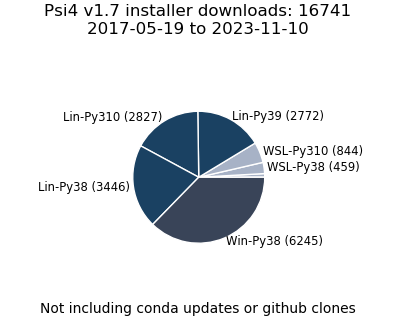 Psi4 v1.7 installer downloads: 16741
2017-05-19 to 2023-11-10
Lin-Py310 (2827)
Lin-Py39 (2772)
WSL-Py310 (844)
WSL-Py38 (459)
Lin-Py38 (3446)
Win-Py38 (6245)
Not including conda updates or github clones